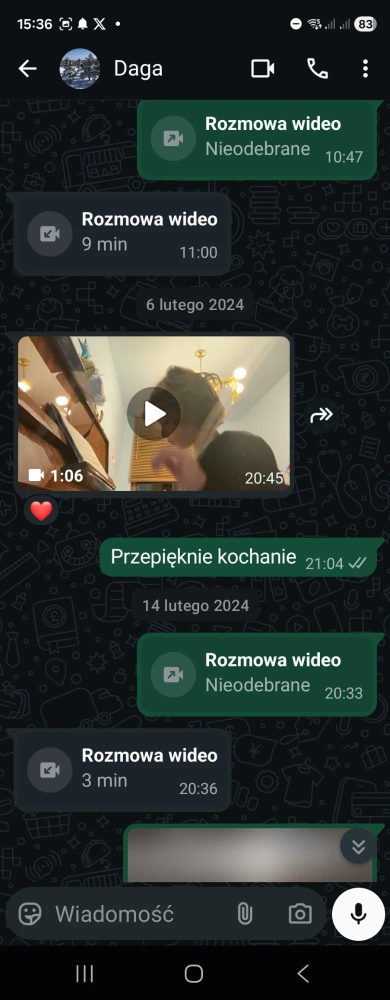 15:36
83
Daga
Rozmowa wideo
Nieodebrane 10:47
Rozmowa wideo
9 min 11:00
6 lutego 2024
1:06 20:45
Przepięknie kochanie 21:04
14 lutego 2024
Rozmowa wideo
Nieodebrane 20:33
Rozmowa wideo
3 min 20:36
Wiadomość